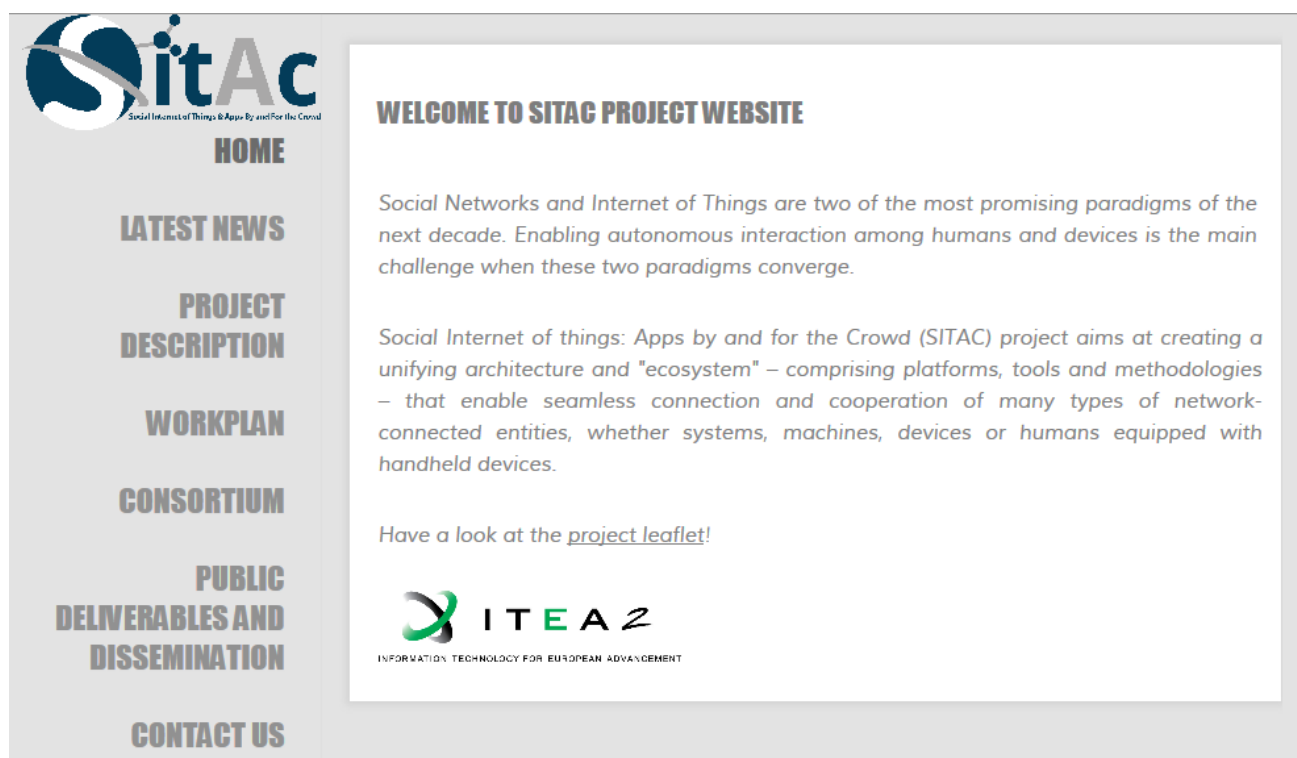 SitAc
Social Internet of Things & Apps By and For the Crowd
HOME
LATEST NEWS
PROJECT
DESCRIPTION
WORKPLAN
CONSORTIUM
PUBLIC
DELIVERABLES AND
DISSEMINATION
CONTACT US
WELCOME TO SITAC PROJECT WEBSITE
Social Networks and Internet of Things are two of the most promising paradigms of the
next decade. Enabling autonomous interaction among humans and devices is the main
challenge when these two paradigms converge.
Social Internet of things: Apps by and for the Crowd (SITAC) project aims at creating a
unifying architecture and "ecosystem" – comprising platforms, tools and methodologies
– that enable seamless connection and cooperation of many types of network-
connected entities, whether systems, machines, devices or humans equipped with
handheld devices.
Have a look at the project leaflet!
ITEA 2
INFORMATION TECHNOLOGY FOR EUROPEAN ADVANCEMENT